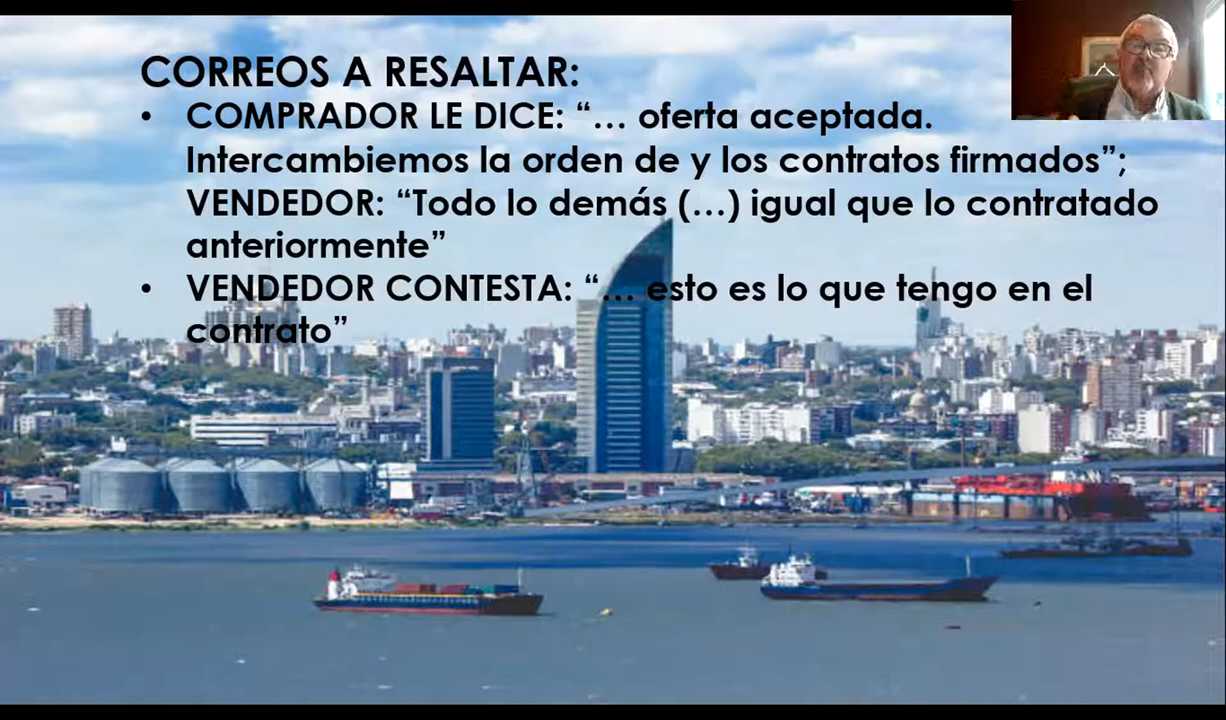 CORREOS A RESALTAR:
• COMPRADOR LE DICE: “… oferta aceptada.
Intercambiemos la orden de y los contratos firmados”;
VENDEDOR: “Todo lo demás (…) igual que lo contratado
anteriormente”
• VENDEDOR CONTESTA: “… esto es lo que tengo en el
contrato”